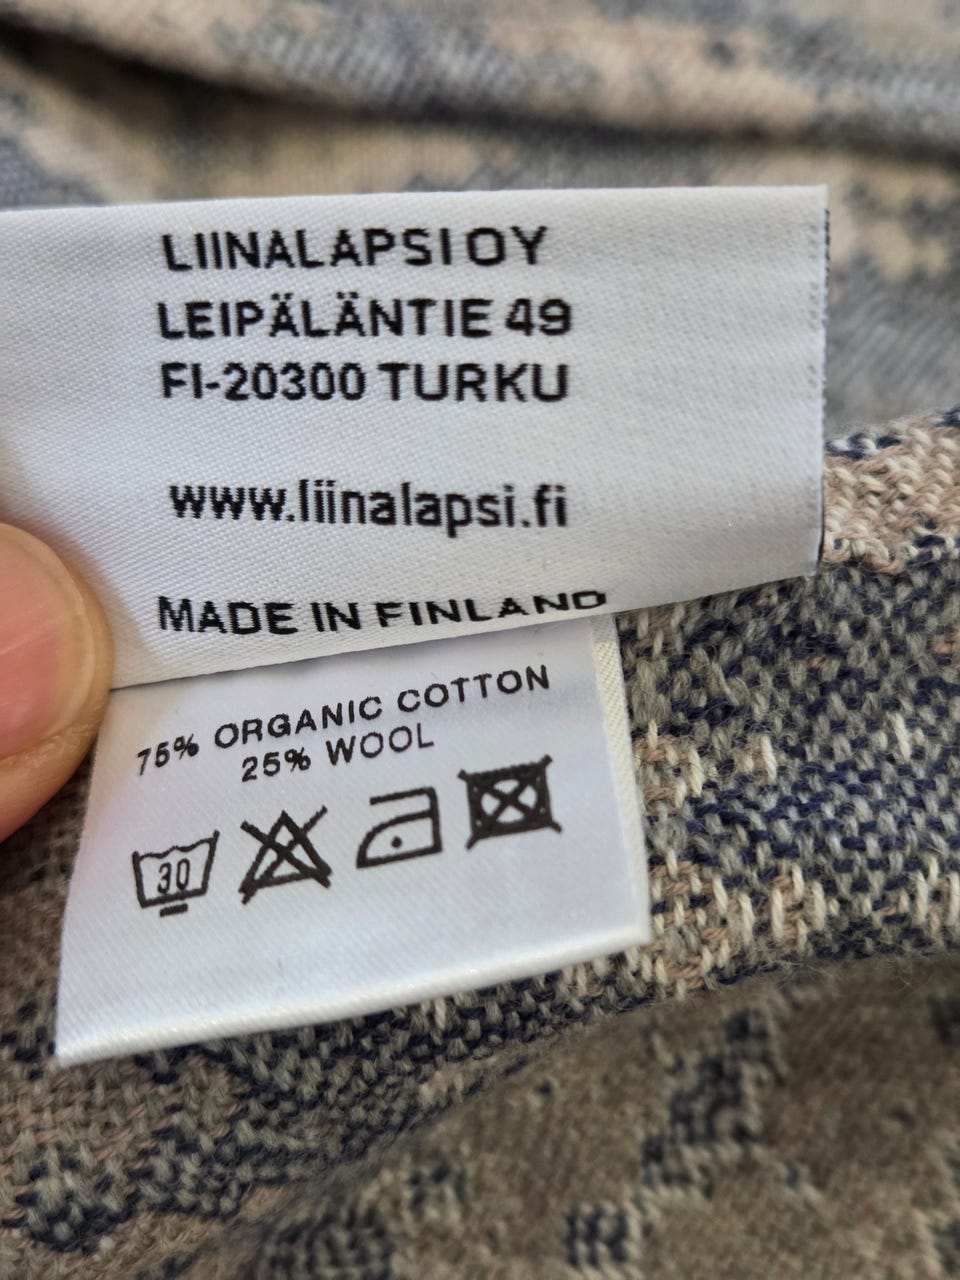 LIINALAPSI OY
LEIPÄLÄNTIE 49
FI-20300 TURKU
www.liinalapsi.fi
MADE IN FINLAND
75% ORGANIC COTTON
25% WOOL
30